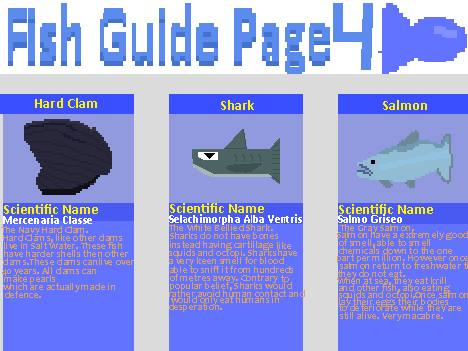 Fish Guide Page4
Hard Clam
Scientific Name
Mercenaria Classe
The Navy Hard Clam.
Hard Clams, like other clams
live in Salt Water. These fish
have harder shells then other
clams.These clams can live over
30 years. All clams can
make pearls
which are actually made in
defence.
Shark
Scientific Name
Selachimorpha Alba Ventris
The White Bellied Shark.
Sharks do not have bones
instead having cartillage like
squids and octopi. Sharks have
a very keen smell for blood
able to sniff it from hundreds
of metres away. Contrary to
popular belief, Sharks would
rather avoid human contact and
would only eat humans in
desperation.
Salmon
Scientific Name
Salmo Griseo
The Gray Salmon.
Salmon have a extremely good
of smell, able to smell
chemicals down to the one
part per million. However once
salmon return to freshwater t
they do not eat.
when at sea, they eat krill
and other fish, also eating
squids and octopi.Once salmon
lay their eggs their bodies
to deteriorate while they are
still alive. Very macabre.